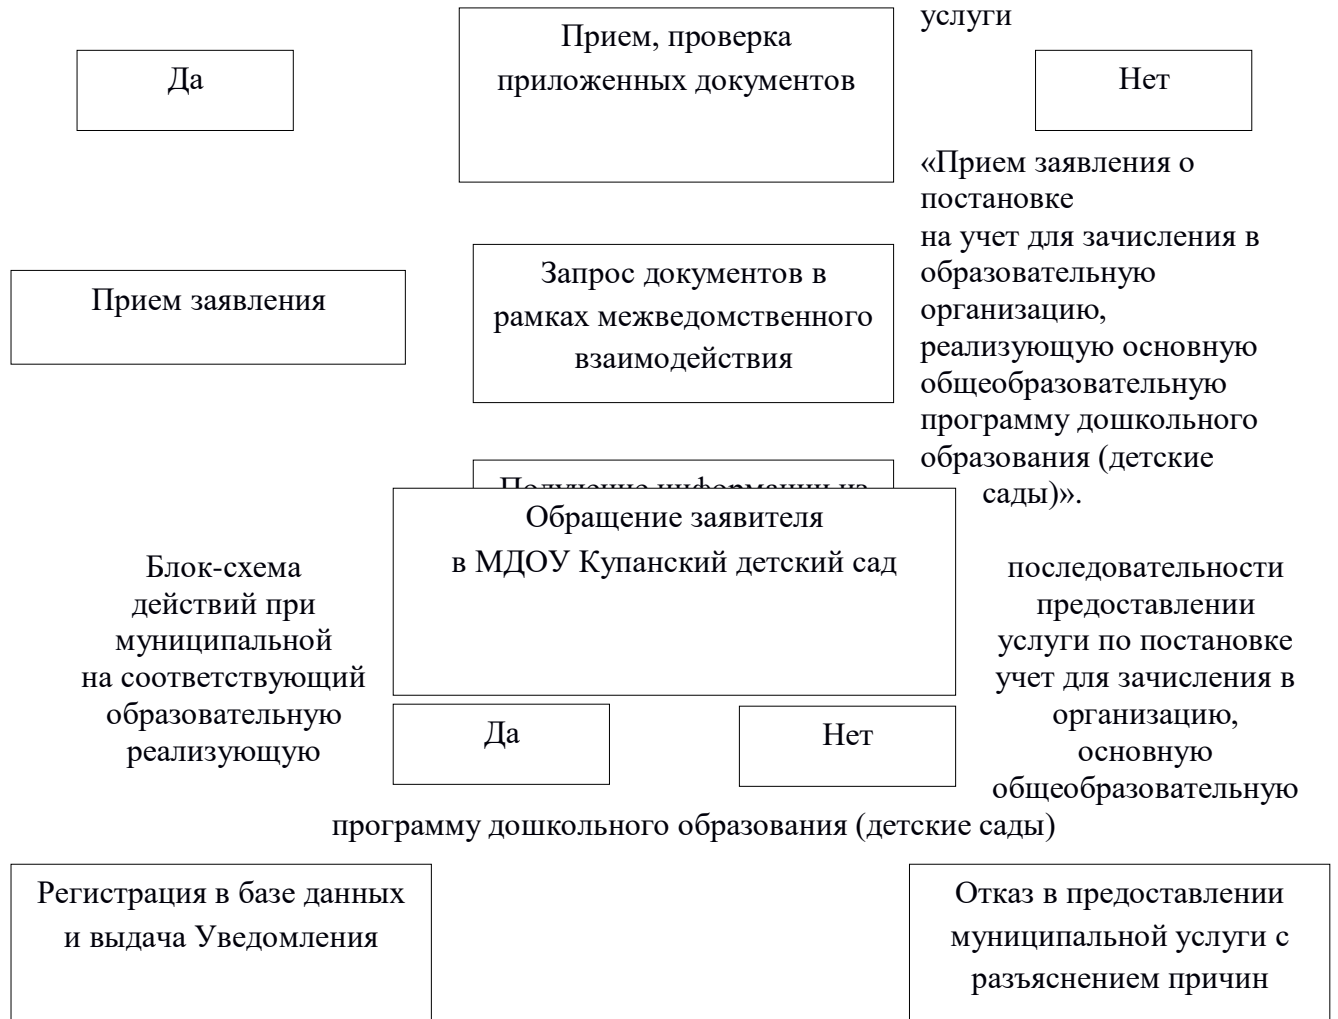 услуги
Прием, проверка
приложенных документов
Да
Нет
«Прием заявления о
постановке
на учет для зачисления в
образовательную
организацию,
реализующую основную
общеобразовательную
программу дошкольного
образования (детские
сады)».
Прием заявления
Запрос документов в
рамках межведомственного
взаимодействия
Получение информации из
Обращение заявителя
в МДОУ Купанский детский сад
Блок-схема
действий при
муниципальной
на соответствующий
образовательную
реализующую
последовательности
предоставлении
услуги по постановке
учет для зачисления в
организацию,
основную
общеобразовательную
Да
Нет
программу дошкольного образования (детские сады)
Регистрация в базе данных
и выдача Уведомления
Отказ в предоставлении
муниципальной услуги с
разъяснением причин